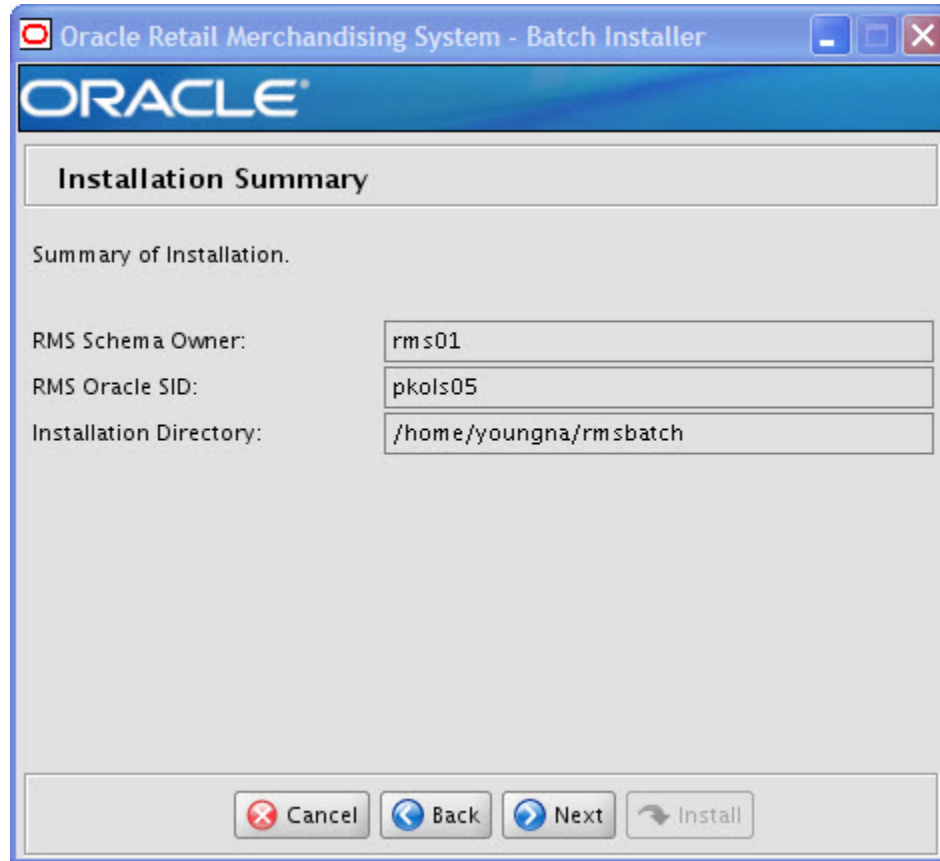 Oracle Retail Merchandising System - Batch Installer
ORACLE®
Installation Summary
Summary of Installation.
RMS Schema Owner: rms01
RMS Oracle SID: pkols05
Installation Directory: /home/youngna/rmsbatch
Cancel Back Next Install